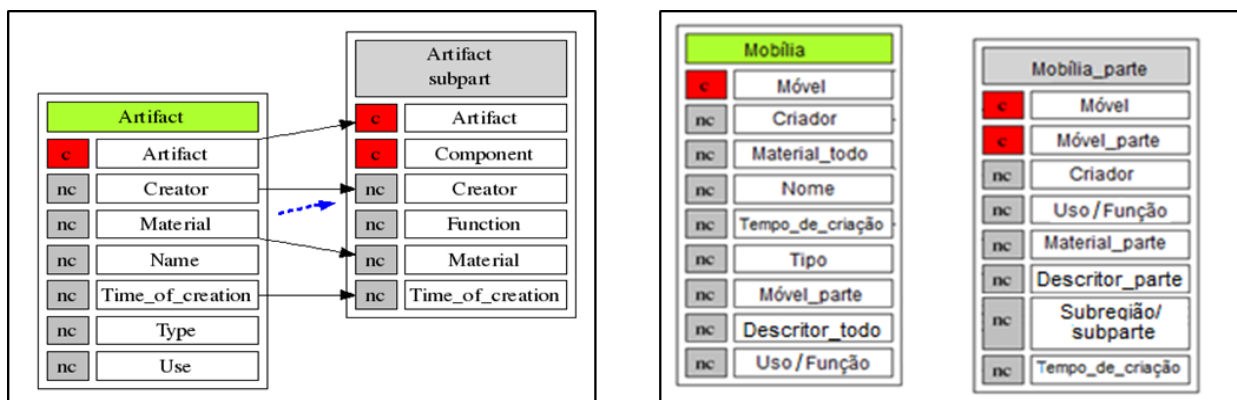 Artifact
c Artifact
nc Creator
nc Material
nc Name
nc Time_of_creation
nc Type
nc Use
Artifact
subpart
c Artifact
c Component
nc Creator
nc Function
nc Material
nc Time_of_creation
Mobília
c Móvel
nc Criador
nc Material_todo
nc Nome
nc Tempo_de_criação
nc Tipo
nc Móvel_parte
nc Descritor_todo
nc Uso/Função
Mobília_parte
c Móvel
c Móvel_parte
nc Criador
nc Uso/Função
nc Material_parte
nc Descritor_parte
nc Subregião/
subparte
nc Tempo_de_criação